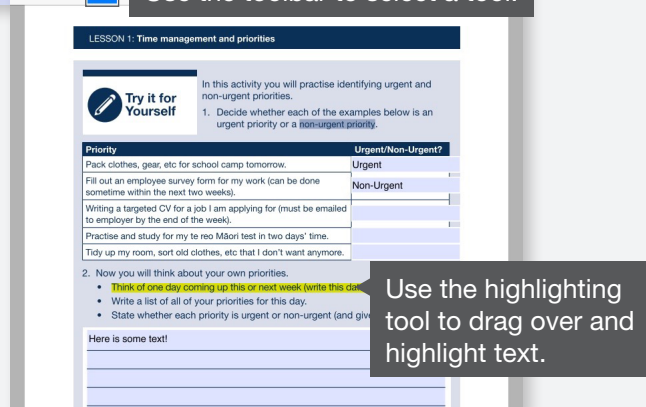 Use the toolbar to select a tool.
LESSON 1: Time management and priorities
Try it for
Yourself
In this activity you will practise identifying urgent and
non-urgent priorities.
1. Decide whether each of the examples below is an
urgent priority or a non-urgent priority.
Priority Urgent/Non-Urgent?
Pack clothes, gear, etc for school camp tomorrow. Urgent
Fill out an employee survey form for my work (can be done
sometime within the next two weeks). Non-Urgent
Writing a targeted CV for a job I am applying for (must be emailed
to employer by the end of the week).
Practise and study for my te reo Māori test in two days' time.
Tidy up my room, sort old clothes, etc that I don't want anymore.
2. Now you will think about your own priorities.
• Think of one day coming up this or next week (write this
• Write a list of all of your priorities for this day.
• State whether each priority is urgent or non-urgent (and
Use the highlighting
tool to drag over and
highlight text.
Here is some text!